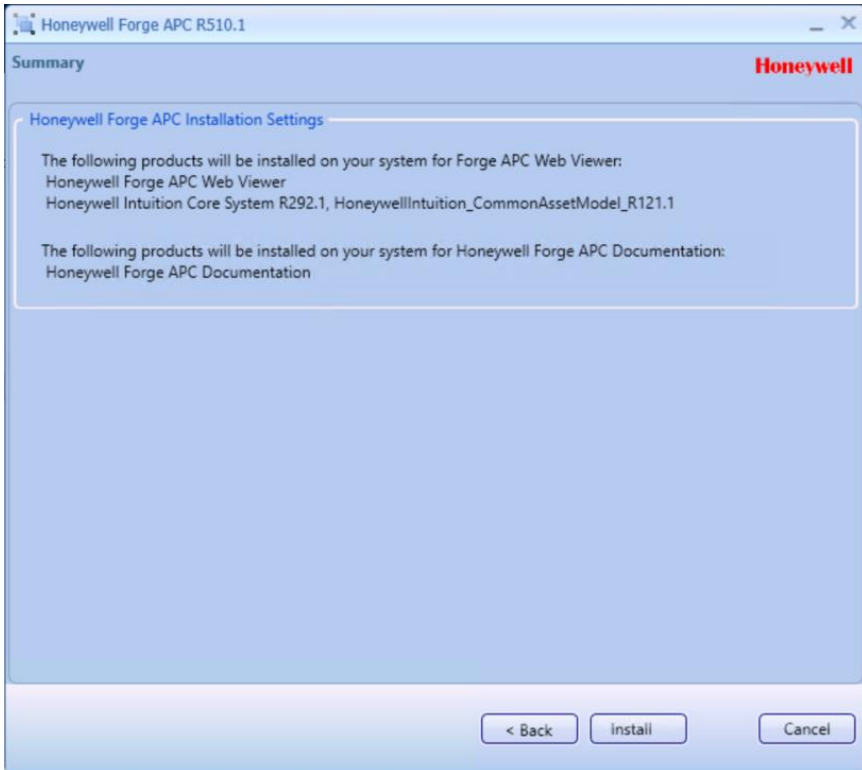 Honeywell Forge APC R510.1
Summary
Honeywell
Honeywell Forge APC Installation Settings
The following products will be installed on your system for Forge APC Web Viewer:
Honeywell Forge APC Web Viewer
Honeywell Intuition Core System R292.1, HoneywellIntuition_CommonAssetModel_R121.1
The following products will be installed on your system for Honeywell Forge APC Documentation:
Honeywell Forge APC Documentation
< Back
Install
Cancel